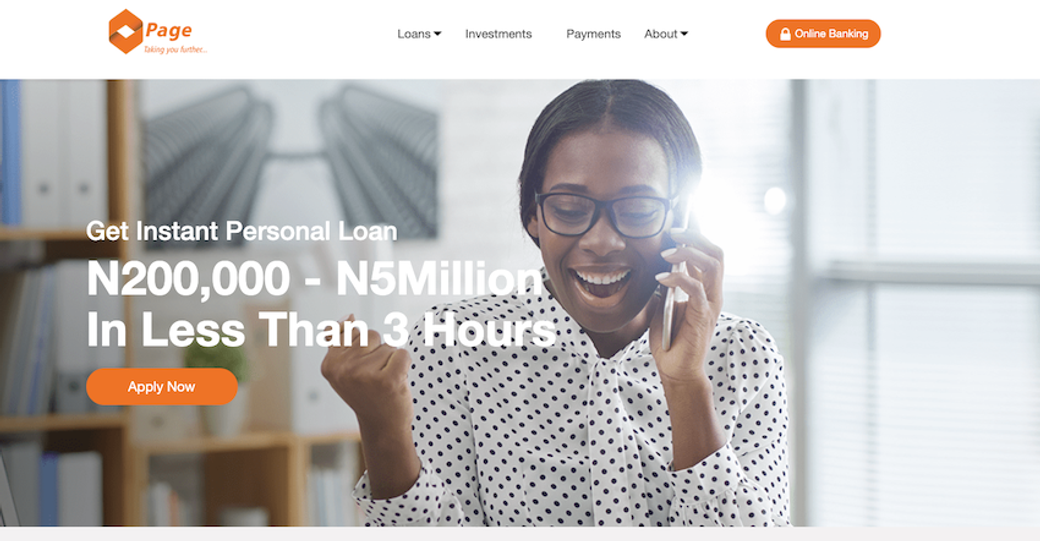 Page
Taking you further...
Loans
Investments
Payments
About
Online Banking
Get Instant Personal Loan
N200,000 - N5Million
In Less Than 3 Hours
Apply Now